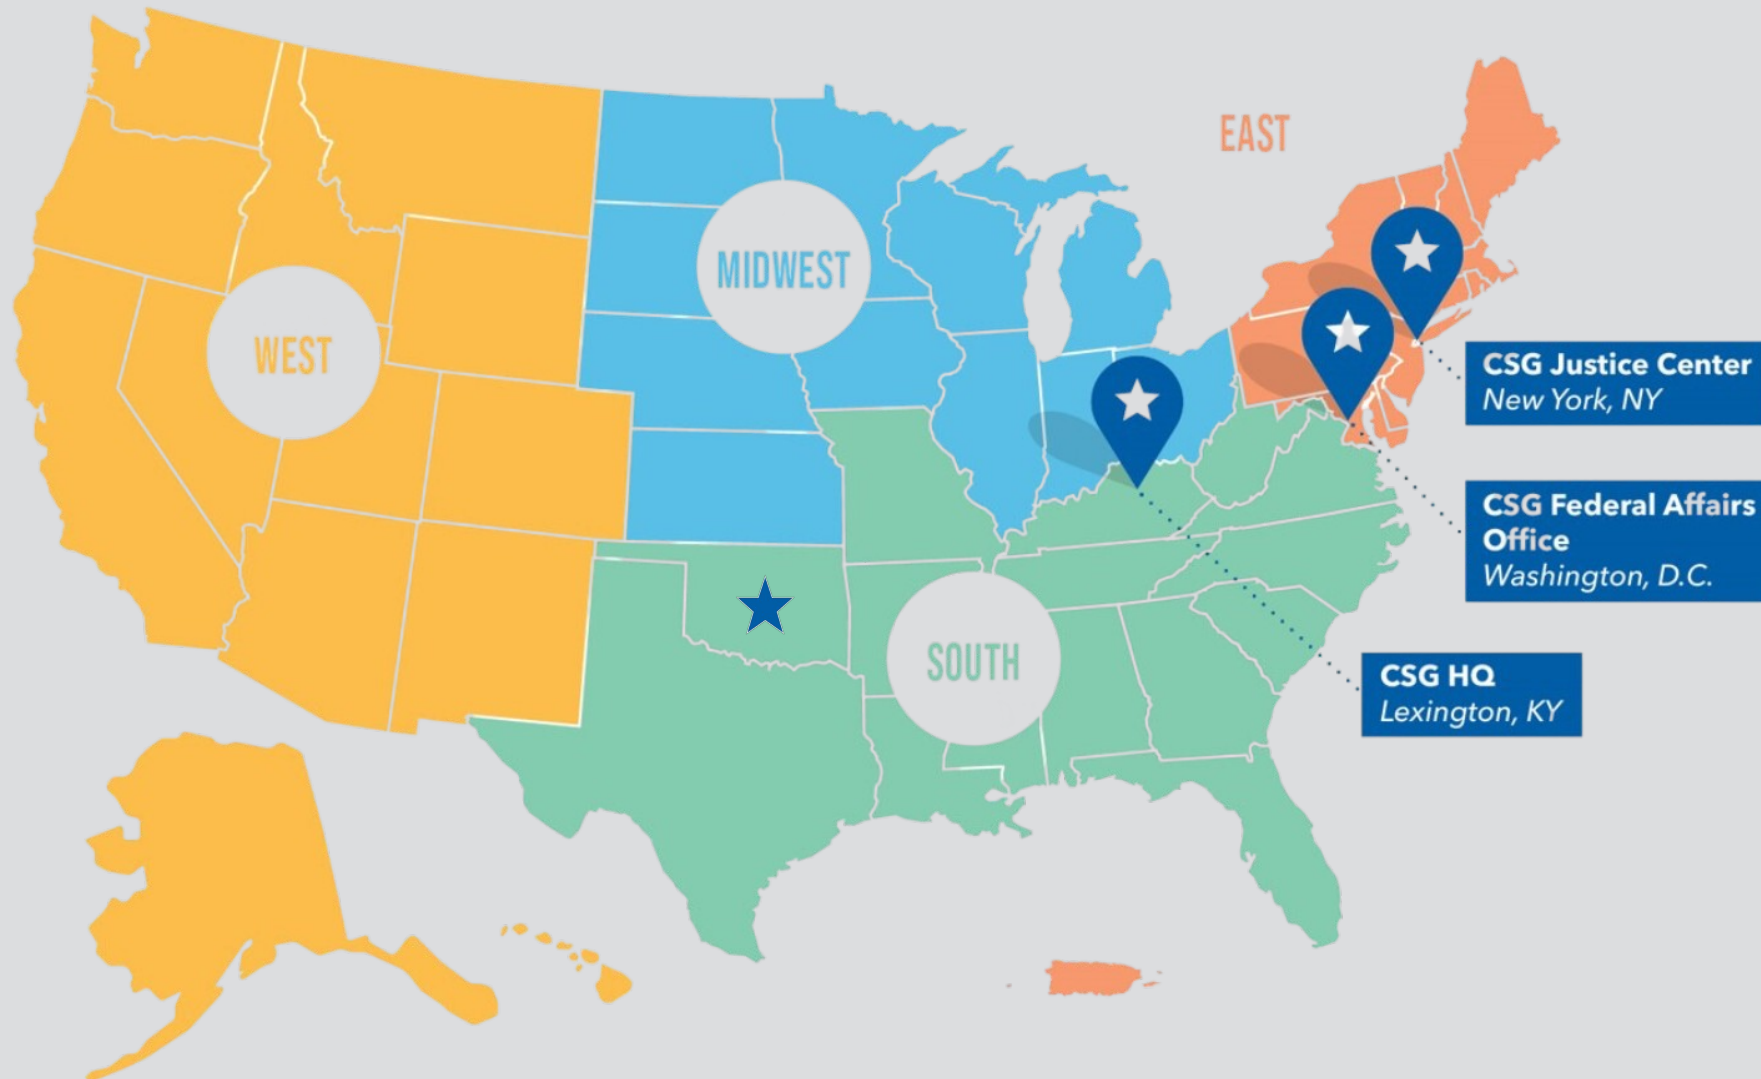 EAST
MIDWEST
WEST
CSG Justice Center
New York, NY
CSG Federal Affairs
Office
Washington, D.C.
SOUTH
CSG HQ
Lexington, KY